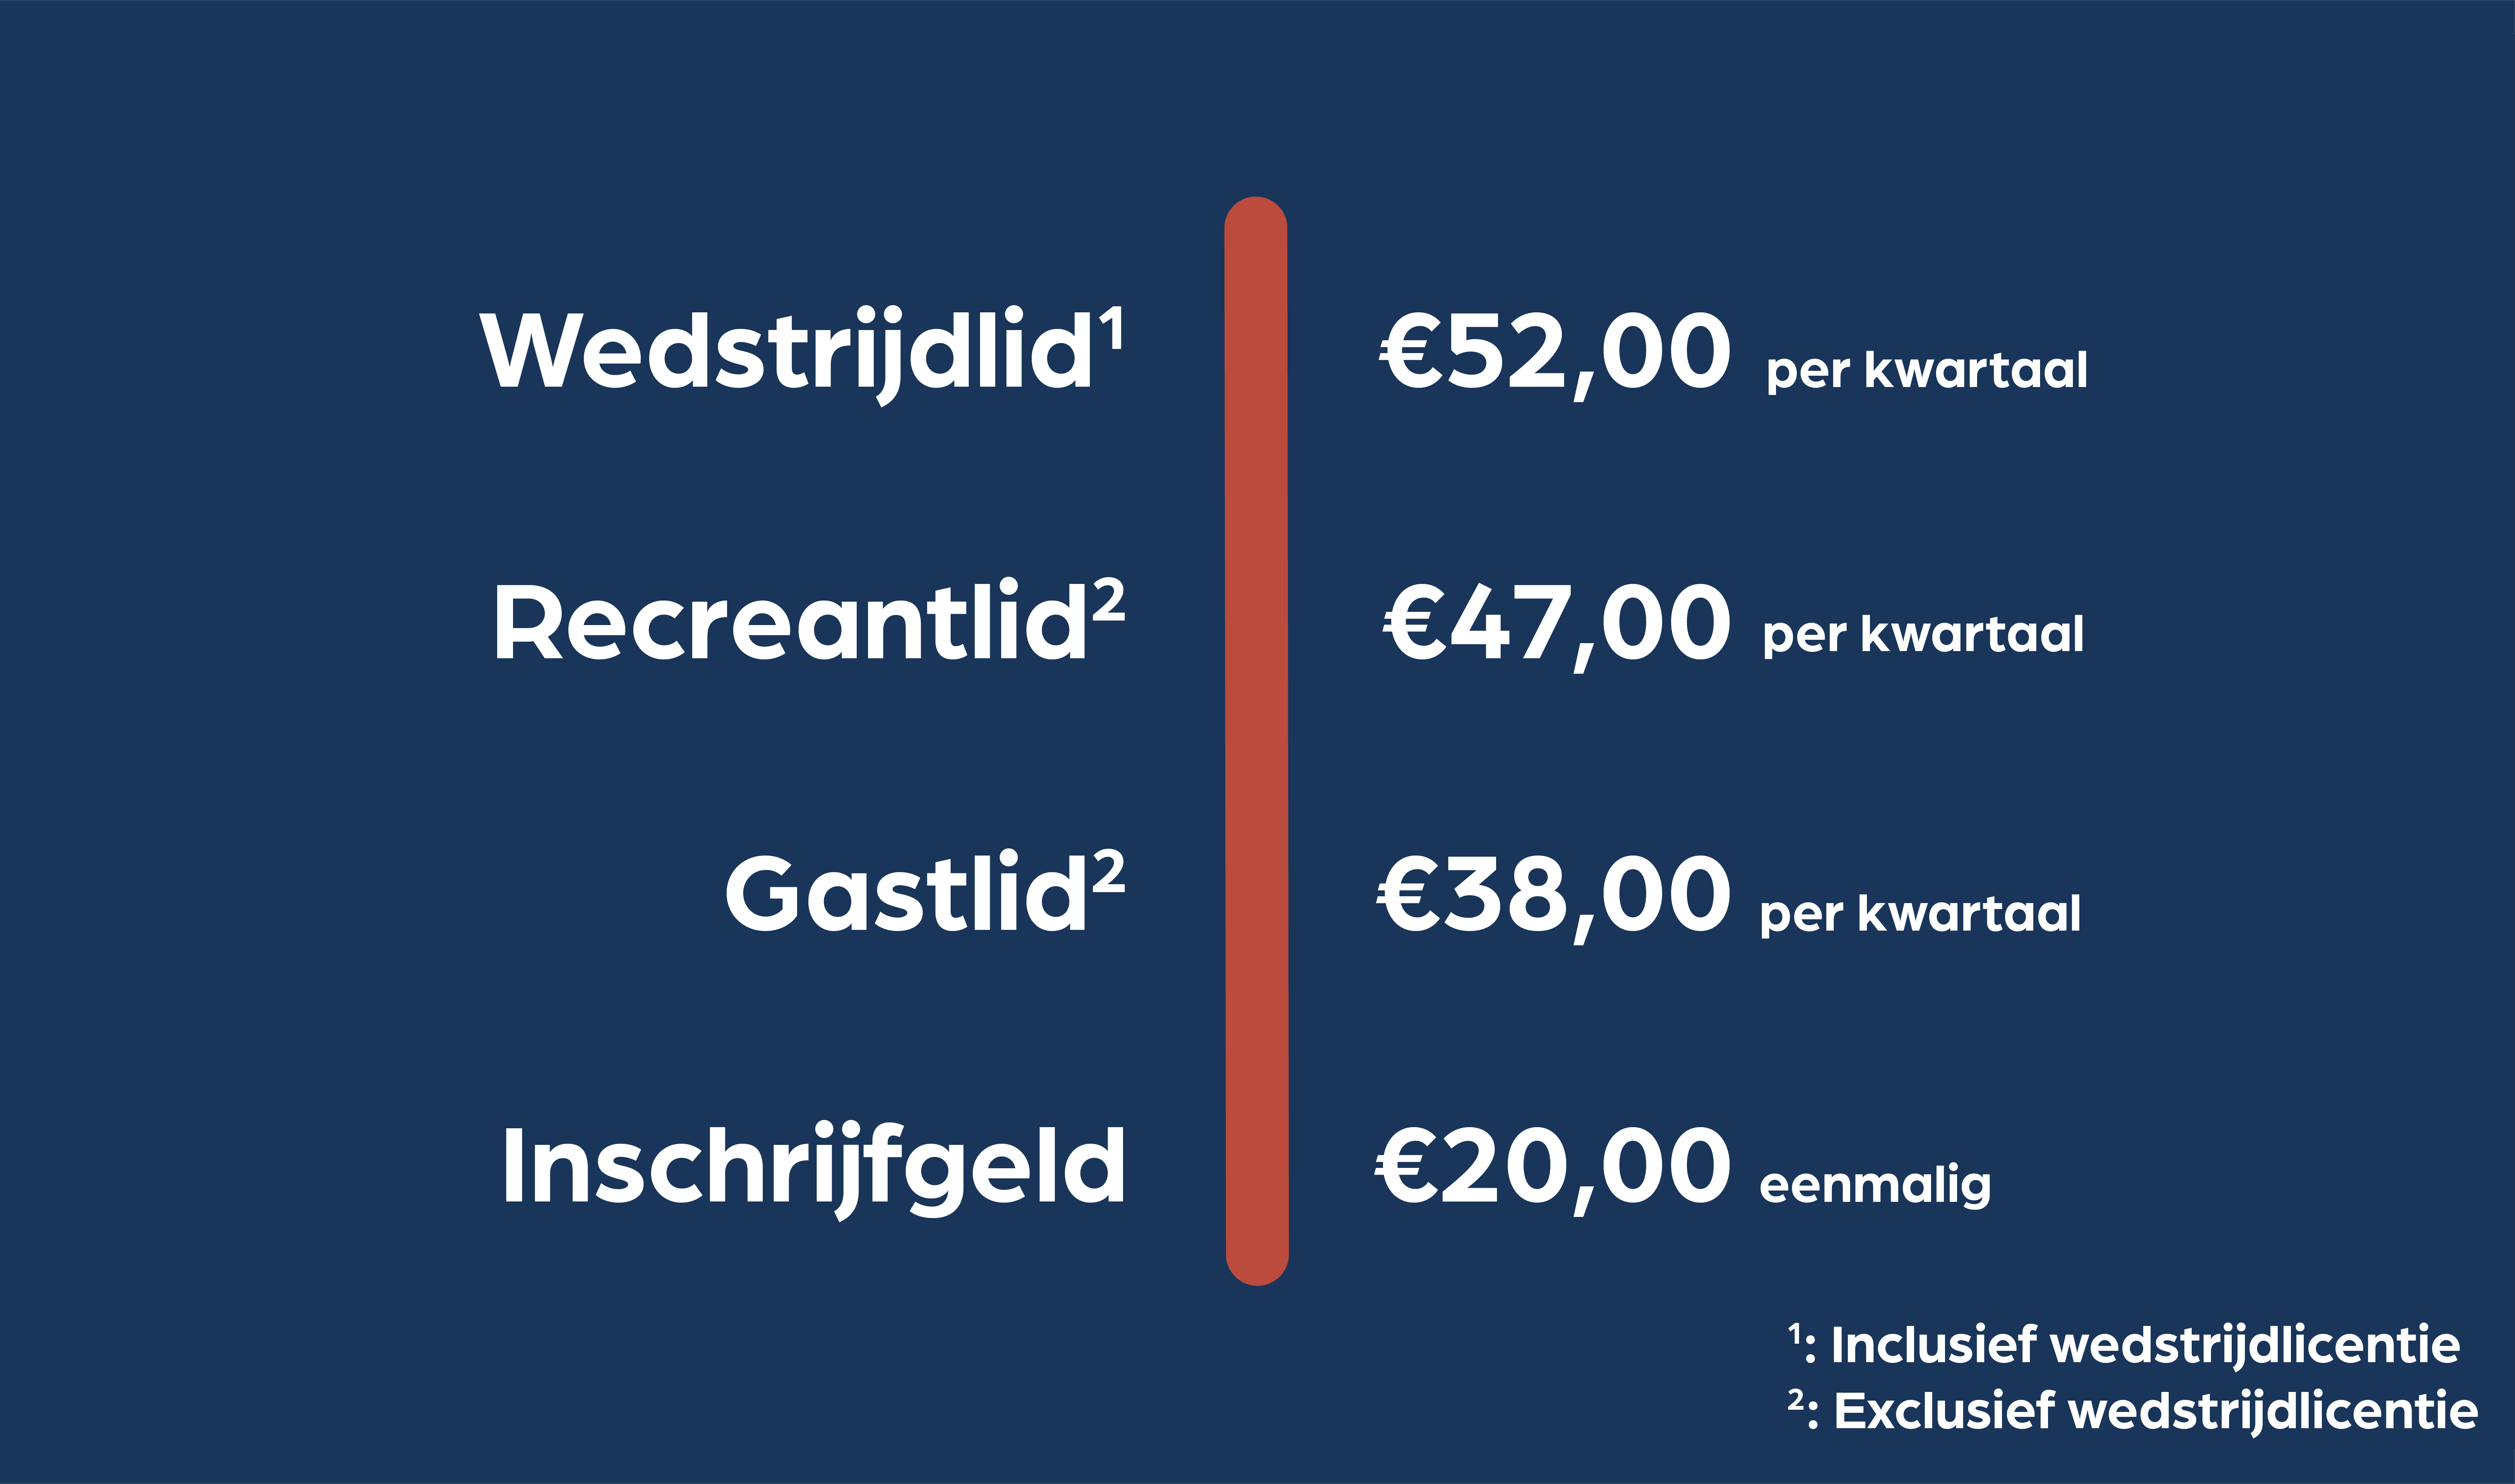 Wedstrijdlid¹ €52,00 per kwartaal
Recreantlid² €47,00 per kwartaal
Gastlid² €38,00 per kwartaal
Inschrijfgeld €20,00 eenmalig
¹: Inclusief wedstrijdlicentie
²: Exclusief wedstrijdlicentie